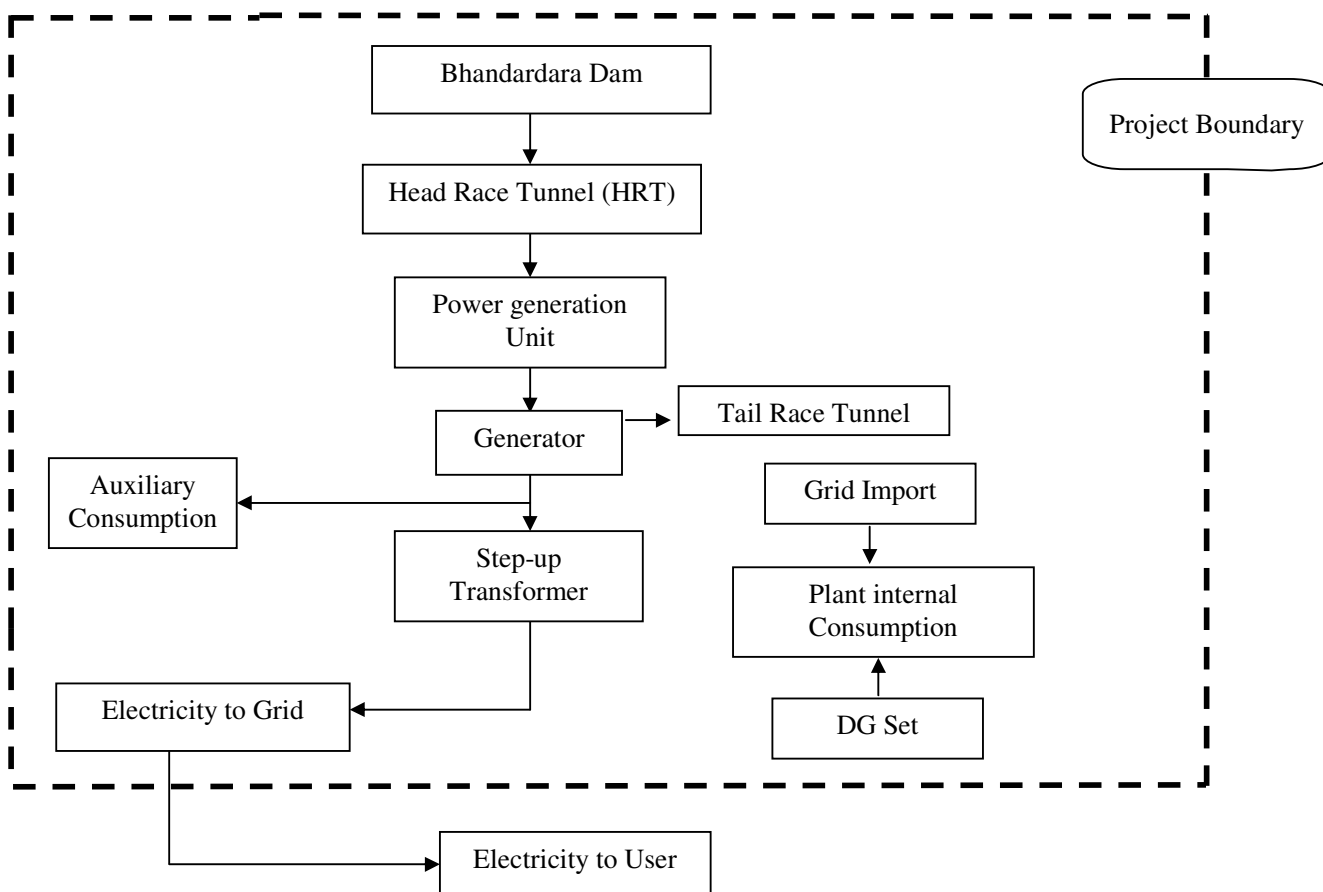 Bhandardara Dam
Project Boundary
Head Race Tunnel (HRT)
Power generation
Unit
Tail Race Tunnel
Generator
Auxiliary
Consumption
Grid Import
Step-up
Transformer
Plant internal
Consumption
Electricity to Grid
DG Set
Electricity to User